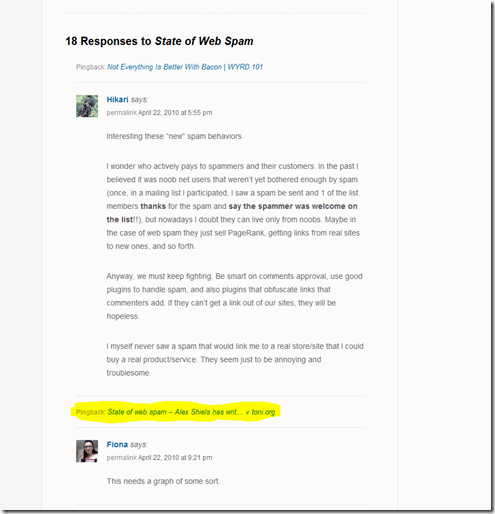 18 Responses to State of Web Spam
Pingback: Not Everything Is Better With Bacon | WYRD 101
Hikari says:
permalink April 22, 2010 at 5:55 pm
Interesting these “new” spam behaviors.
I wonder who actively pays to spammers and their customers. In the past I
believed it was noob net users that weren’t yet bothered enough by spam
(once, in a mailing list I participated, I saw a spam be sent and 1 of the list
members thanks for the spam and say the spammer was welcome on
the list!!), but nowadays I doubt they can live only from noobs. Maybe in
the case of web spam they just sell PageRank, getting links from real sites
to new ones, and so forth.
Anyway, we must keep fighting. Be smart on comments approval, use good
plugins to handle spam, and also plugins that obfuscate links that
commenters add. If they can’t get a link out of our sites, they will be
hopeless.
I myself never saw a spam that would link me to a real store/site that I could
buy a real product/service. They seem just to be annoying and
troublesome.
Pingback: State of web spam – Alex Shiels has writ… « toni.org
Fiona says:
permalink April 22, 2010 at 9:21 pm
This needs a graph of some sort.